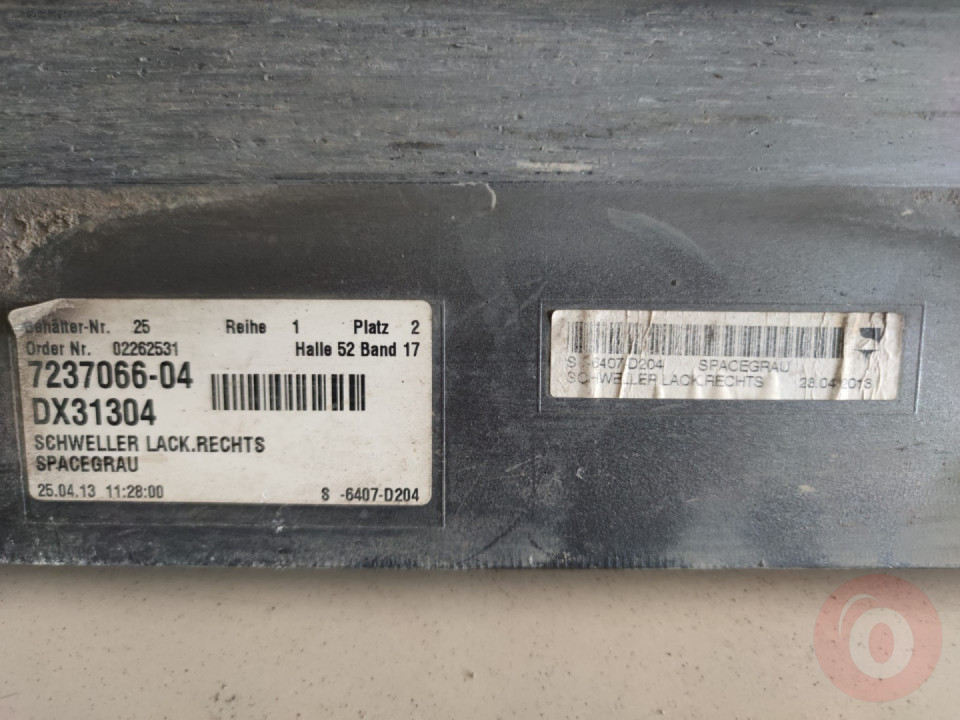 Behälter-Nr. 25 Reihe 1 Platz 2
Order Nr. 02262531 Halle 52 Band 17
7237066-04
DX31304
SCHWELLER LACK.RECHTS
SPACEGRAU
25.04.13 11:28:00 S -6407-D204
S -6407-D204 SPACEGRAU
SCHWELLER LACK.RECHTS 23.04.2013